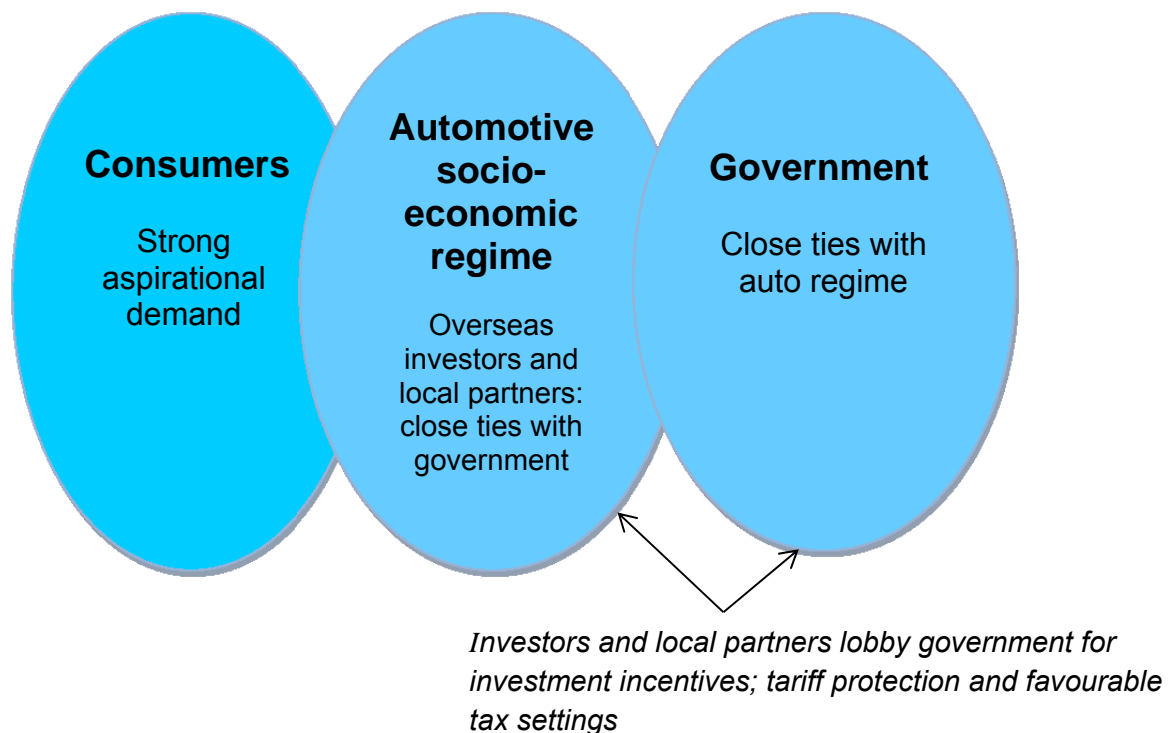 Consumers
Strong
aspirational
demand
Automotive
socio-
economic
regime
Overseas
investors and
local partners:
close ties with
government
Government
Close ties with
auto regime
Investors and local partners lobby government for
investment incentives; tariff protection and favourable
tax settings